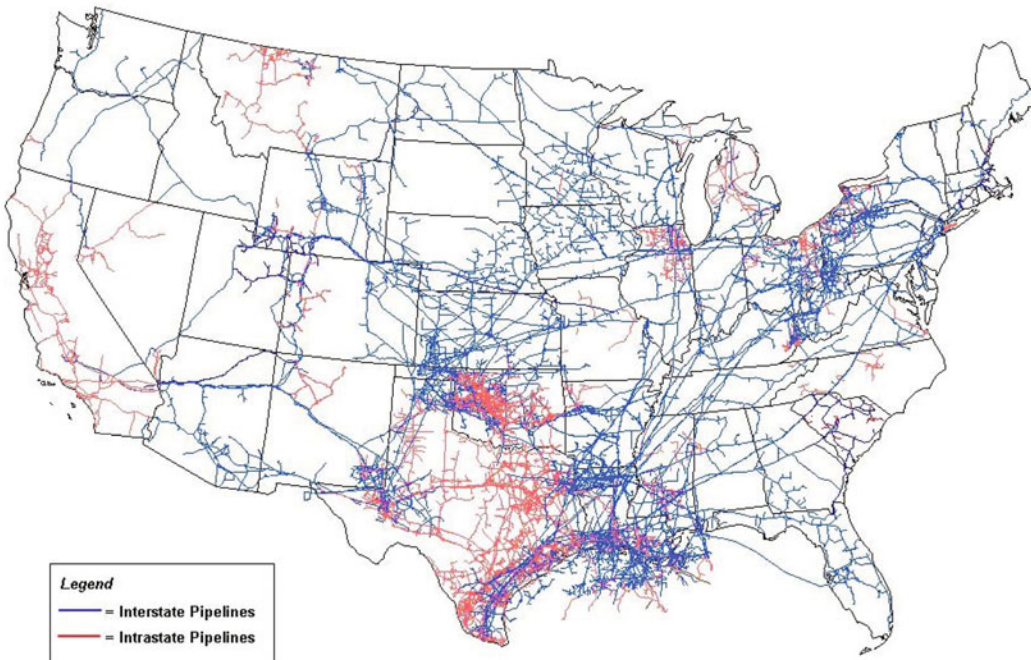 Legend
= Interstate Pipelines
= Intrastate Pipelines